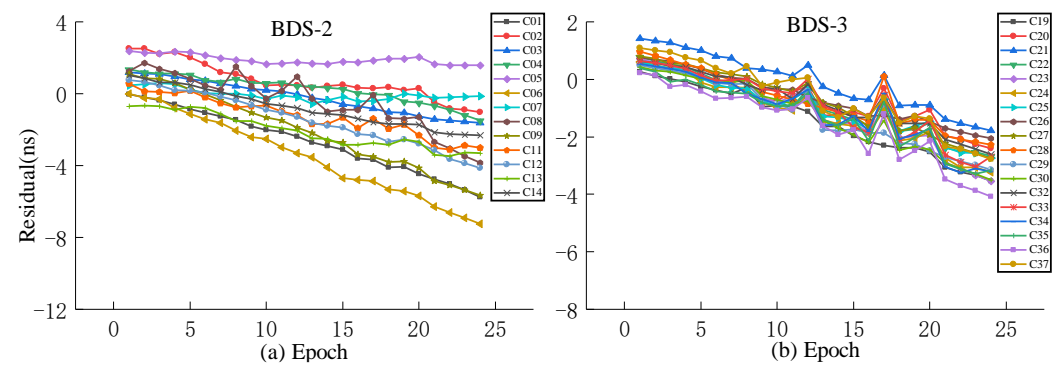 BDS-2
4
0
−4
−8
−12
Residual(ns)
0
5
10
15
20
25
(a) Epoch
C01
C02
C03
C04
C05
C06
C07
C08
C09
C11
C12
C13
C14
BDS-3
2
0
−2
−4
−6
−8
0
5
10
15
20
25
(b) Epoch
C19
C20
C21
C22
C23
C24
C25
C26
C27
C28
C29
C30
C32
C33
C34
C35
C36
C37